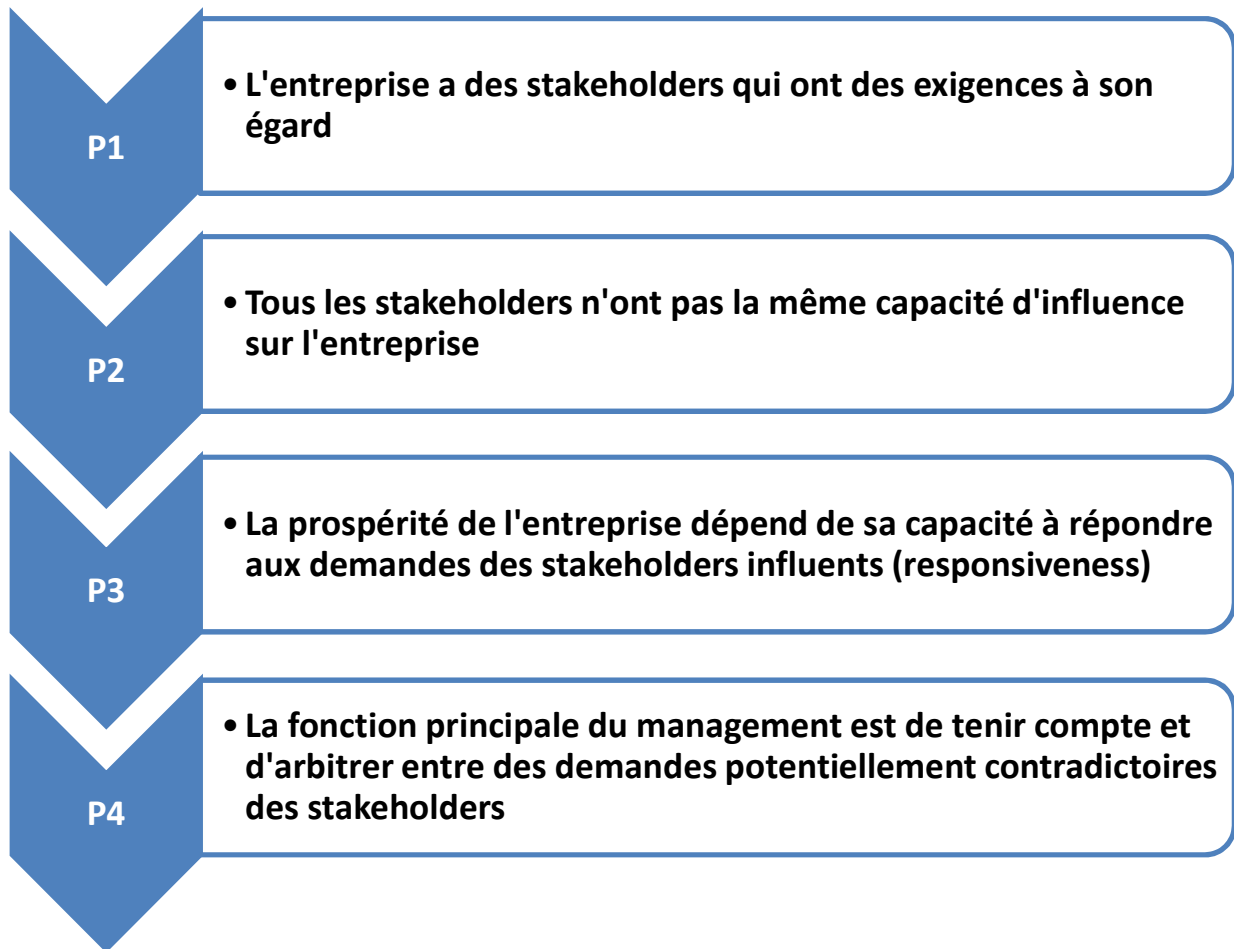 P1
• L'entreprise a des stakeholders qui ont des exigences à son
égard
P2
• Tous les stakeholders n'ont pas la même capacité d'influence
sur l'entreprise
P3
• La prospérité de l'entreprise dépend de sa capacité à répondre
aux demandes des stakeholders influents (responsiveness)
P4
• La fonction principale du management est de tenir compte et
d'arbitrer entre des demandes potentiellement contradictoires
des stakeholders